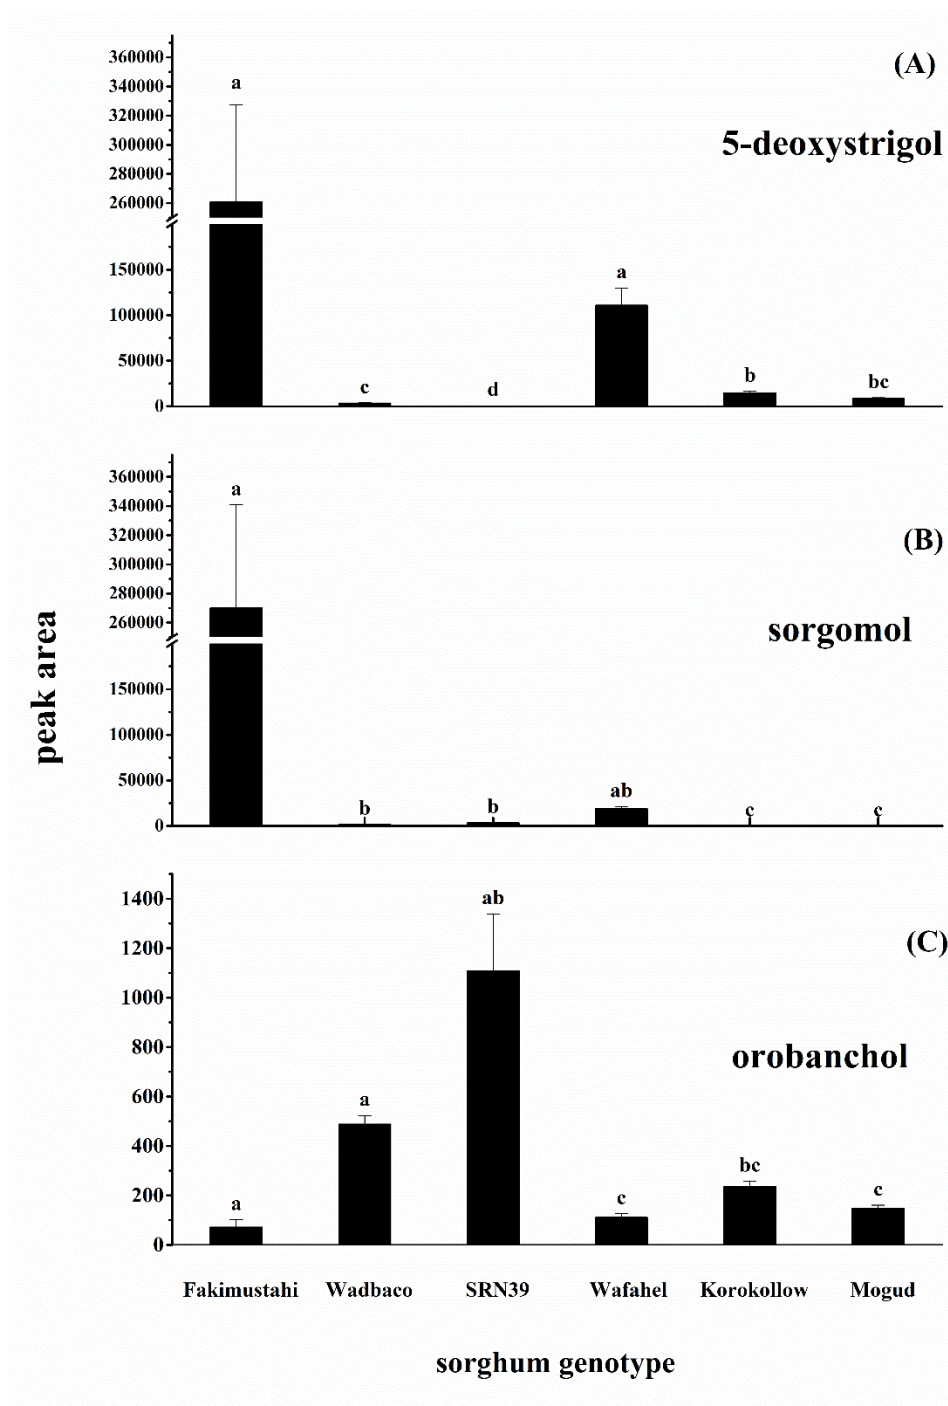 (A)
5-deoxystrigol
360000
340000
320000
300000
280000
260000
150000
100000
50000
0
a
c
d
a
b
bc
(B)
sorgomol
360000
340000
320000
300000
280000
260000
150000
100000
50000
0
a
b
b
ab
c
c
peak area
(C)
orobanchol
1400
1200
1000
800
600
400
200
0
a
a
ab
c
bc
c
Fakimustahi Wadbaco SRN39 Wafahel Korokollow Mogud
sorghum genotype